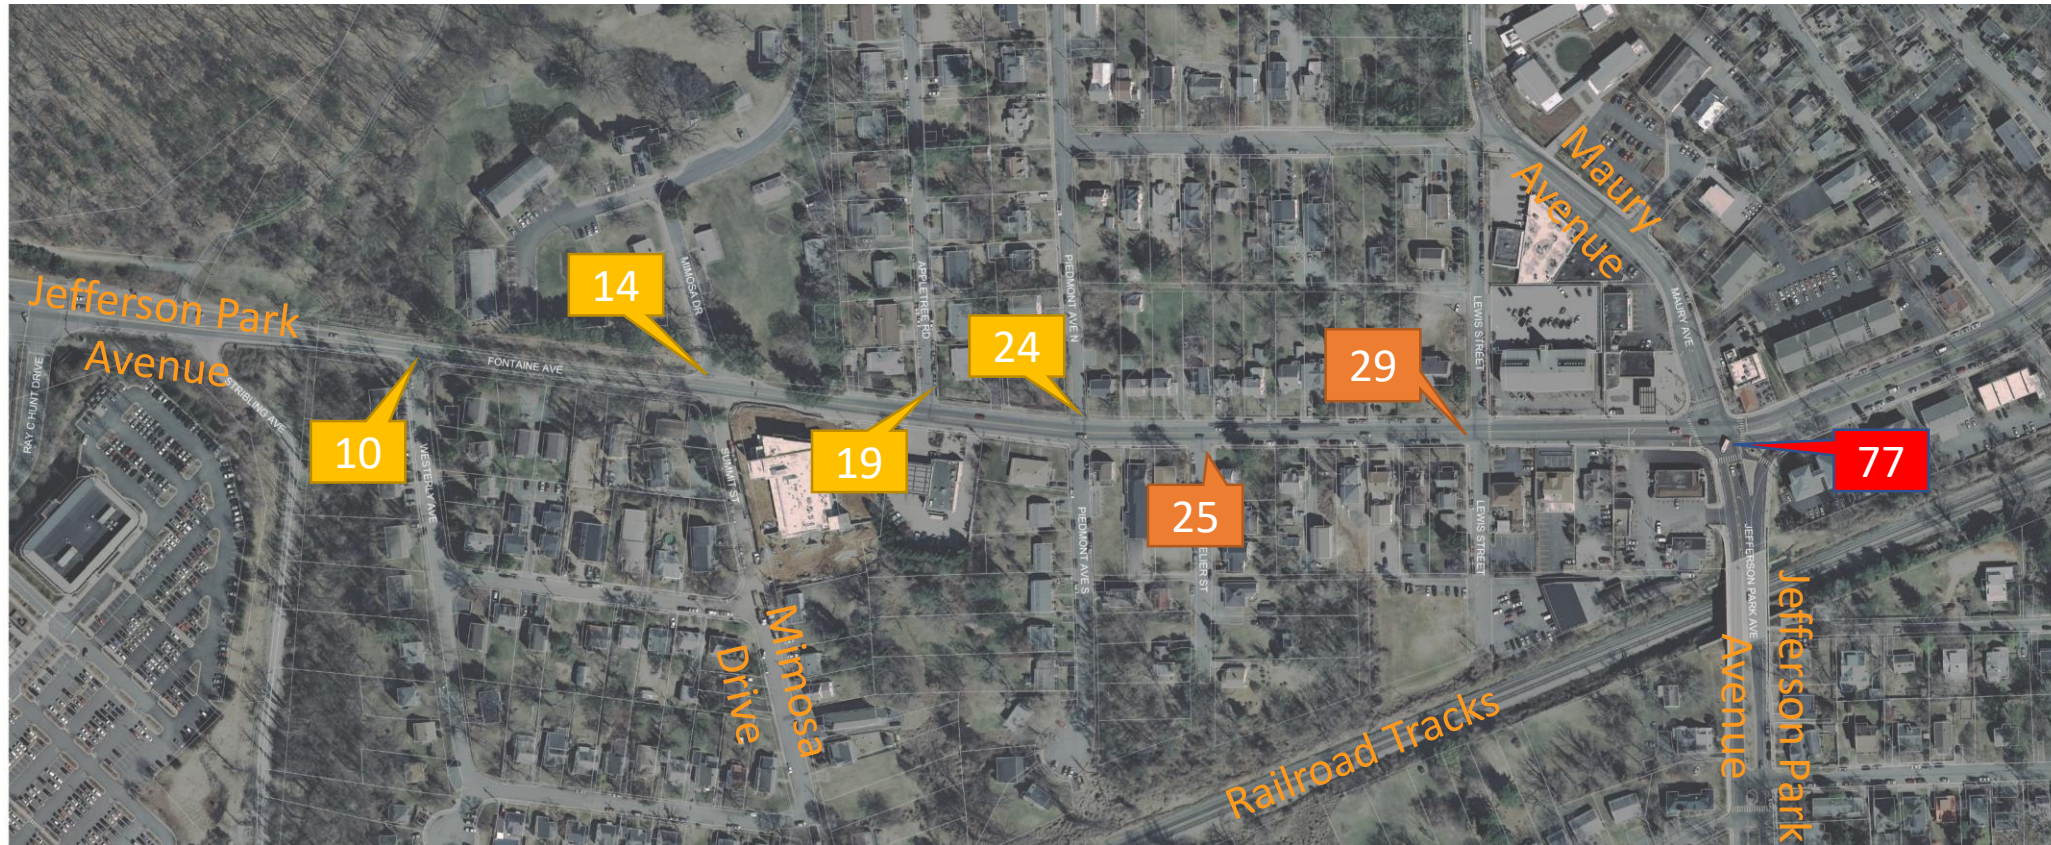 Maury
Avenue
MIMOSA DR
APPLETREE RD
PIEDMONT AVE N
LEWIS STREET
MAURY AVE
Jefferson Park
Avenue
14
24
29
FONTAINE AVE
RAY C HUNT DRIVE
STRIBLING AVE
10
WESTERLY AVE
SUMMIT ST
19
25
77
PIEDMONT AVE S
LEWIS STREET
JEFFERSON PARK AVE
Mimosa
Drive
Railroad Tracks
Jefferson Park
Avenue